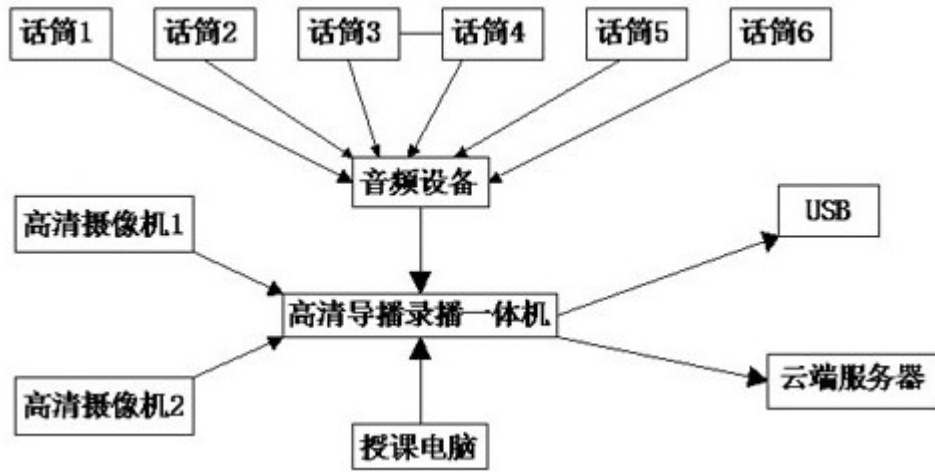 话筒1
话筒2
话筒3
话筒4
话筒5
话筒6
音频设备
高清摄像机1
USB
高清导播录播一体机
云端服务器
高清摄像机2
授课电脑